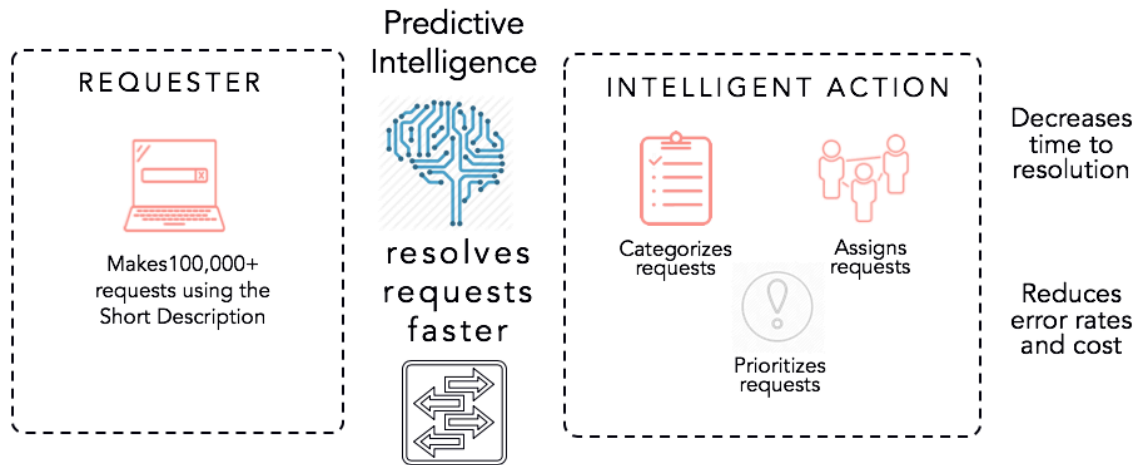 REQUESTER
Makes100,000+
requests using the
Short Description
Predictive
Intelligence
resolves
requests
faster
INTELLIGENT ACTION
Categorizes
requests
Assigns
requests
Prioritizes
requests
Decreases
time to
resolution
Reduces
error rates
and cost